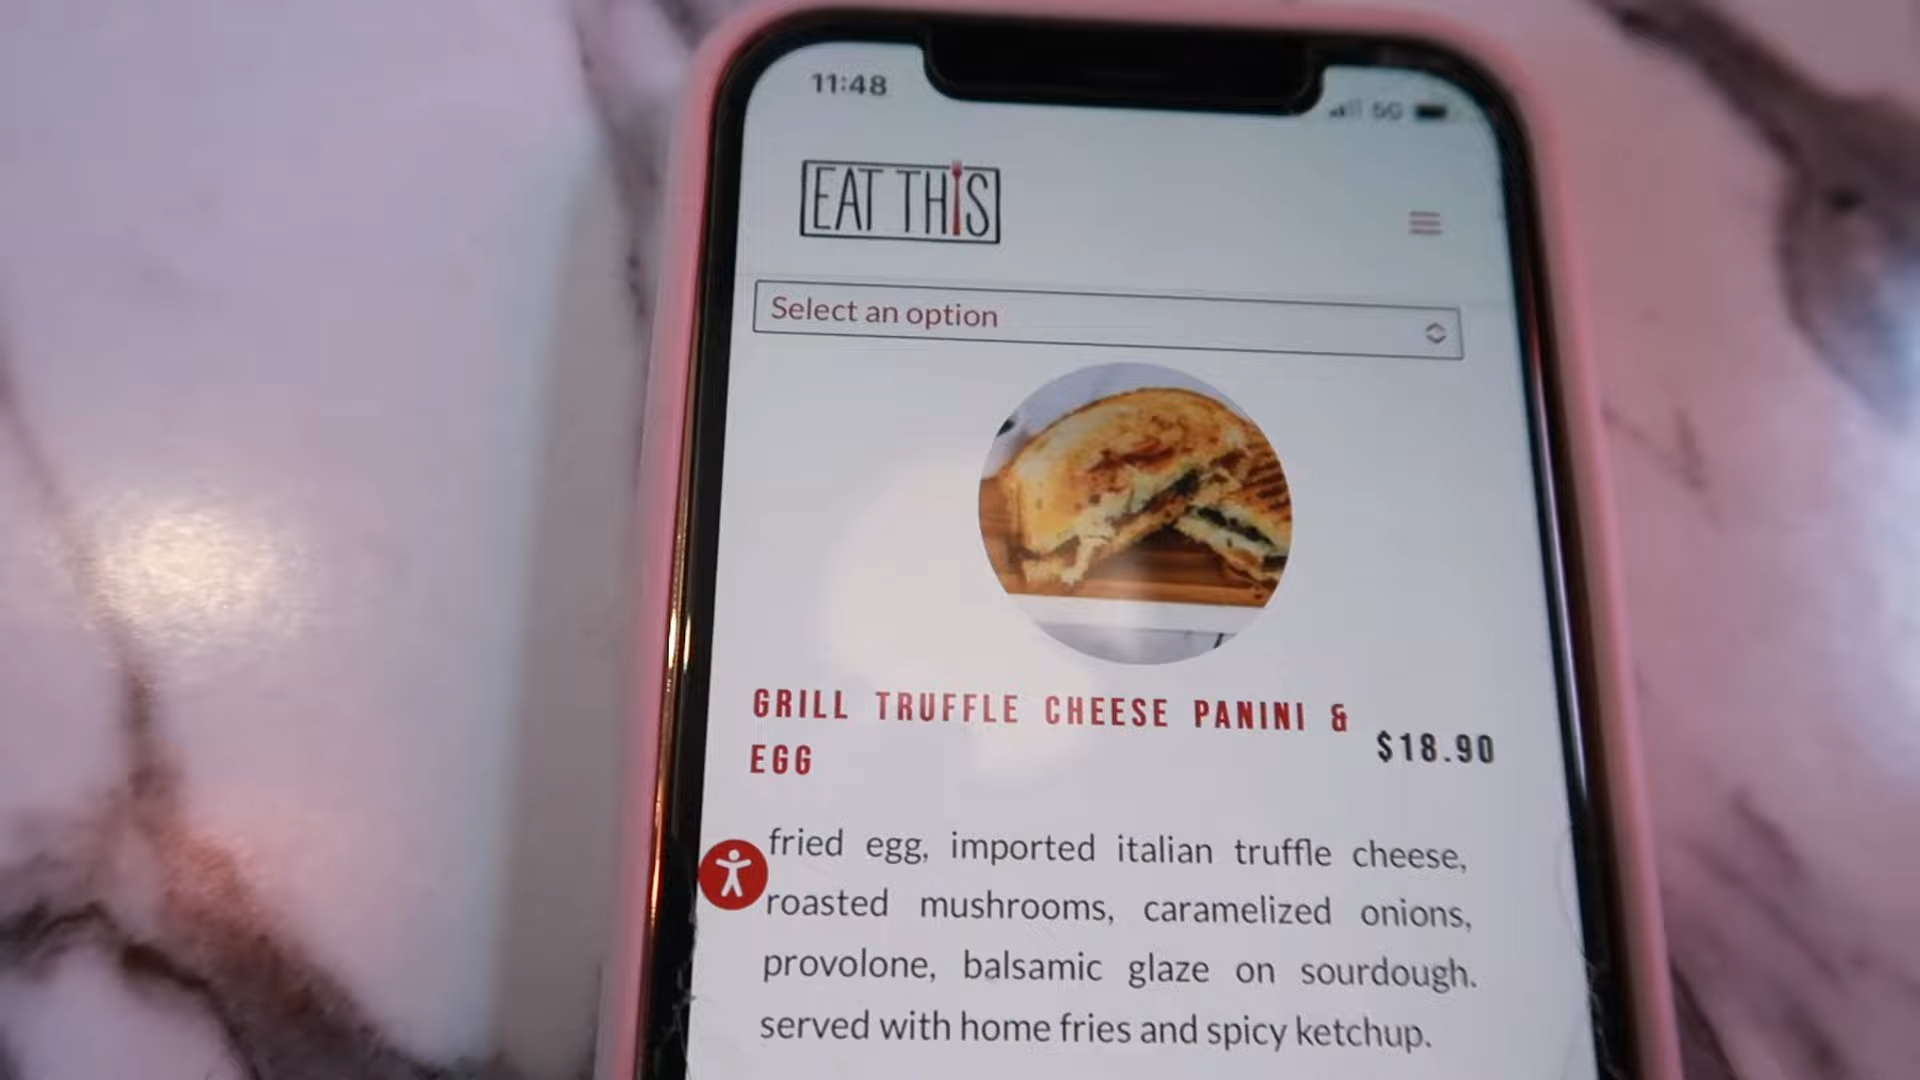 11:48
5G
EAT THIS
Select an option
GRILL TRUFFLE CHEESE PANINI &
EGG
$18.90
fried egg, imported italian truffle cheese,
roasted mushrooms, caramelized onions,
provolone, balsamic glaze on sourdough.
served with home fries and spicy ketchup.